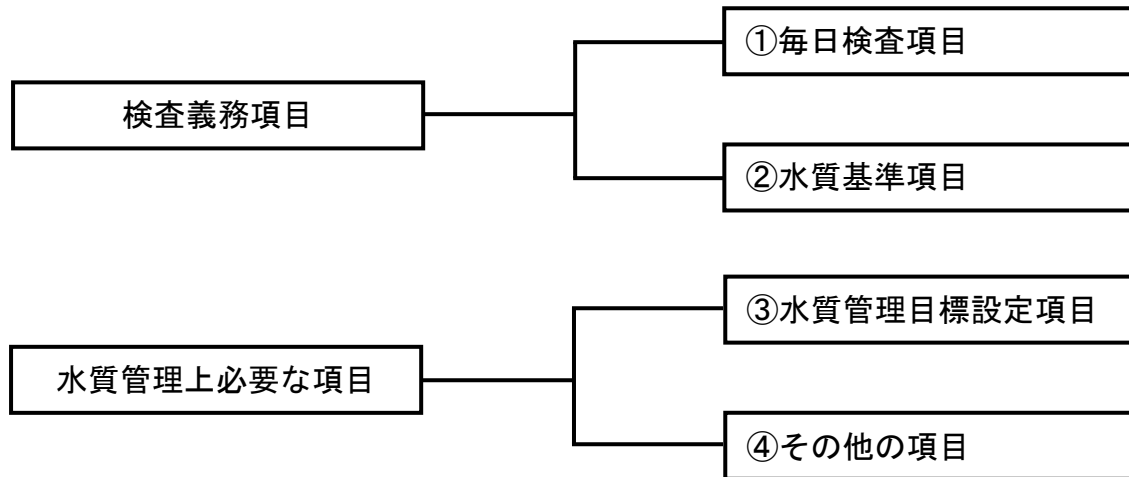 検査義務項目
①毎日検査項目
②水質基準項目
水質管理上必要な項目
③水質管理目標設定項目
④その他の項目